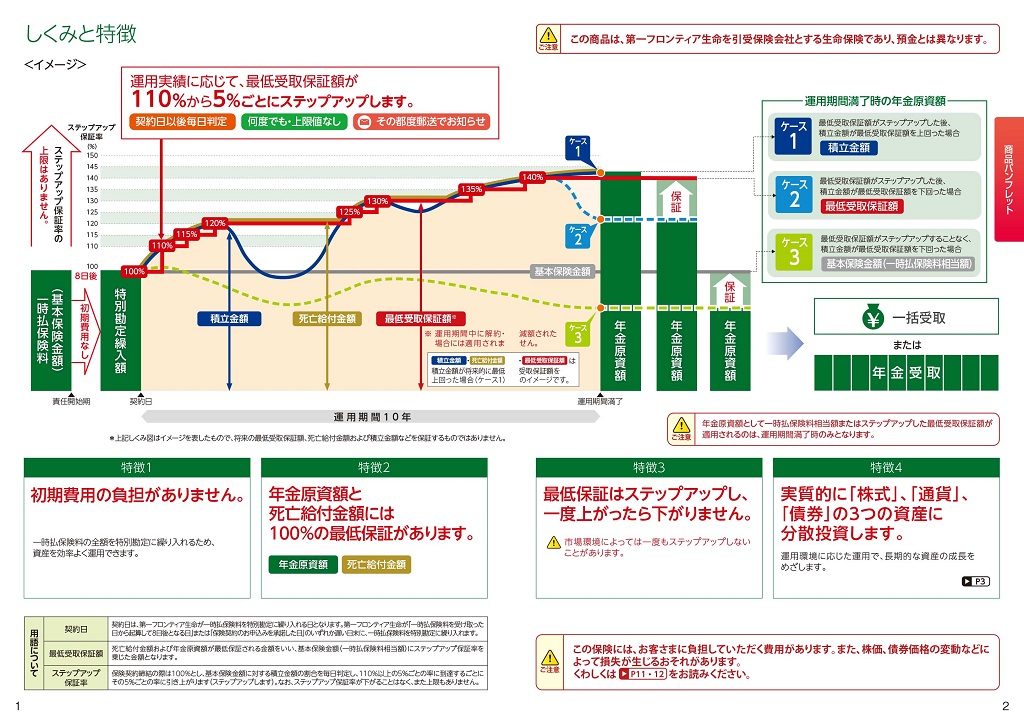 しくみと特徴
<イメージ>
ご注意
この商品は、第一フロンティア生命を引受保険会社とする生命保険であり、預金とは異なります。
運用実績に応じて、最低受取保証額が
110%から5%ごとにステップアップします。
契約日以後毎日判定
何度でも・上限値なし
その都度郵送でお知らせ
ステップアップ
保証率
(%)
150
145
140
135
130
125
120
115
110
100
ステップアップ保証率の
上限はありません。
8日後
初期費用なし
一時払保険料
(基本保険金額)
特別勘定繰入額
100%
110%
115%
120%
125%
130%
135%
140%
ケース
1
ケース
2
ケース
3
基本保険金額
積立金額
死亡給付金額
最低受取保証額※
※ 運用期間中に解約・減額された
場合には適用されません。
積立金額・死亡給付金額・最低受取保証額は
積立金額が将来的に最低受取保証額を
上回った場合(ケース1)のイメージです。
年金原資額
年金原資額
年金原資額
保証
保証
責任開始期
契約日
運用期間満了
運用期間10年
※上記しくみ図はイメージを表したもので、将来の最低受取保証額、死亡給付金額および積立金額などを保証するものではありません。
運用期間満了時の年金原資額
ケース
1
最低受取保証額がステップアップした後、
積立金額が最低受取保証額を上回った場合
積立金額
ケース
2
最低受取保証額がステップアップした後、
積立金額が最低受取保証額を下回った場合
最低受取保証額
ケース
3
最低受取保証額がステップアップすることなく、
積立金額が最低受取保証額を下回った場合
基本保険金額(一時払保険料相当額)
商品パンフレット
¥
一括受取
または
年金受取
ご注意
年金原資額として一時払保険料相当額またはステップアップした最低受取保証額が
適用されるのは、運用期間満了時のみとなります。
特徴1
初期費用の負担がありません。
一時払保険料の全額を特別勘定に繰り入れるため、
資産を効率よく運用できます。
特徴2
年金原資額と
死亡給付金額には
100%の最低保証があります。
年金原資額
死亡給付金額
特徴3
最低保証はステップアップし、
一度上がったら下がりません。
市場環境によっては一度もステップアップしない
ことがあります。
特徴4
実質的に「株式」、「通貨」、
「債券」の3つの資産に
分散投資します。
運用環境に応じた運用で、長期的な資産の成長を
めざします。
P3
用語について
契約日
契約日は、第一フロンティア生命が一時払保険料を特別勘定に繰り入れる日となります。第一フロンティア生命が「一時払保険料を受け取った
日から起算して8日後となる日」または「保険契約のお申込みを承諾した日」のいずれか遅い日末に、一時払保険料を特別勘定に繰り入れます。
最低受取保証額
死亡給付金額および年金原資額が最低保証される金額をいい、基本保険金額(一時払保険料相当額)にステップアップ保証率を
乗じた金額となります。
ステップアップ
保証率
保険契約締結の際は100%とし、基本保険金額に対する積立金額の割合を毎日判定し、110%以上の5%ごとの率に到達するごとに
その5%ごとの率に引き上がります(ステップアップします)。なお、ステップアップ保証率が下がることはなく、また上限もありません。
ご注意
この保険には、お客さまに負担していただく費用があります。また、株価、債券価格の変動などに
よって損失が生じるおそれがあります。
くわしくは P11・12 をお読みください。
1
2